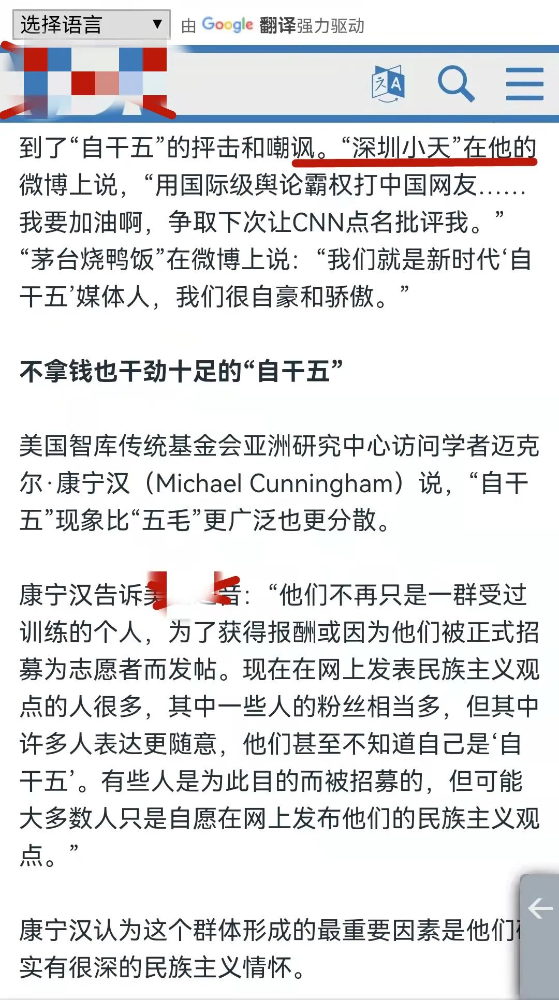 选择语言 ▼ 由 Google 翻译强力驱动
到了“自干五”的抨击和嘲讽。“深圳小天”在他的
微博上说，“用国际级舆论霸权打中国网友……
我要加油啊，争取下次让CNN点名批评我。”
“茅台烧鸭饭”在微博上说：“我们就是新时代‘自
干五’媒体人，我们很自豪和骄傲。”
不拿钱也干劲十足的“自干五”
美国智库传统基金会亚洲研究中心访问学者迈克
尔·康宁汉（Michael Cunningham）说，“自干
五”现象比“五毛”更广泛也更分散。
康宁汉告诉音：“他们不再只是一群受过
训练的个人，为了获得报酬或因为他们被正式招
募为志愿者而发帖。现在在网上发表民族主义观
点的人很多，其中一些人的粉丝相当多，但其中
许多人表达更随意，他们甚至不知道自己是‘自
干五’。有些人是为此目的而被招募的，但可能
大多数人只是自愿在网上发布他们的民族主义观
点。”
康宁汉认为这个群体形成的最重要因素是他们
实有很深的民族主义情怀。